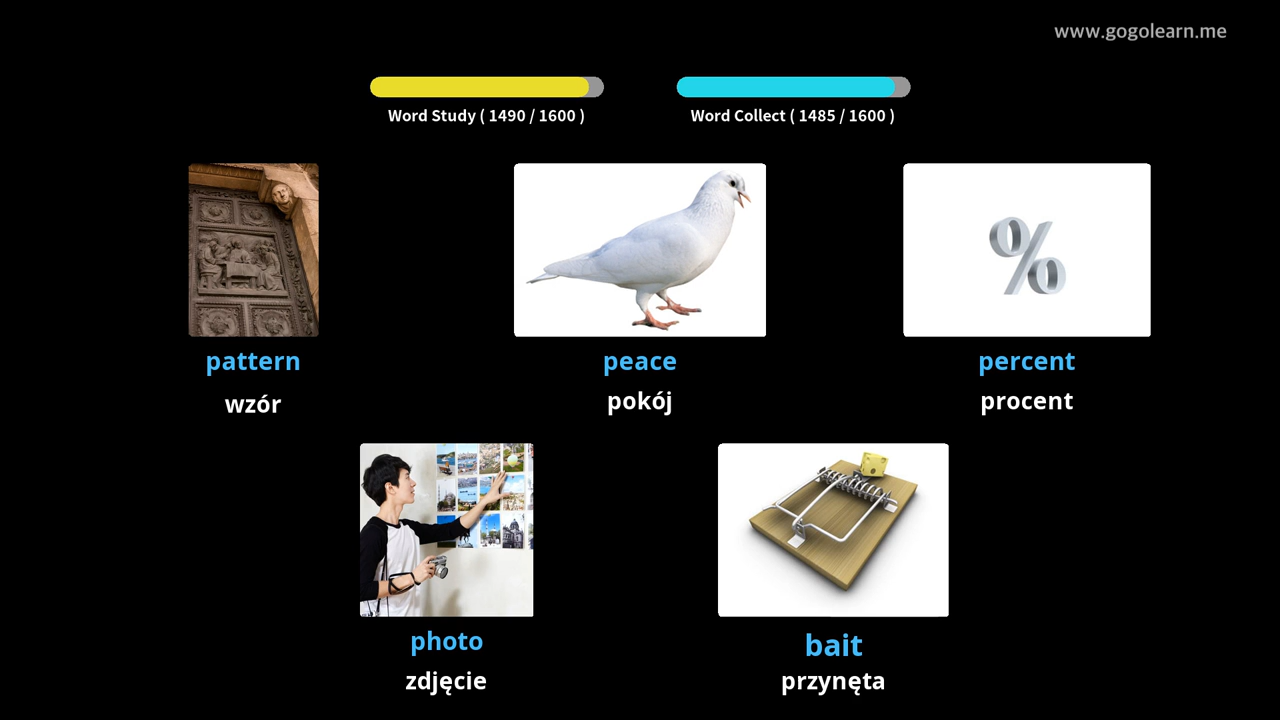 www.gogolearn.me
Word Study ( 1490 / 1600 )
Word Collect ( 1485 / 1600 )
pattern
wzór
peace
pokój
percent
procent
%
photo
zdjęcie
bait
przynęta